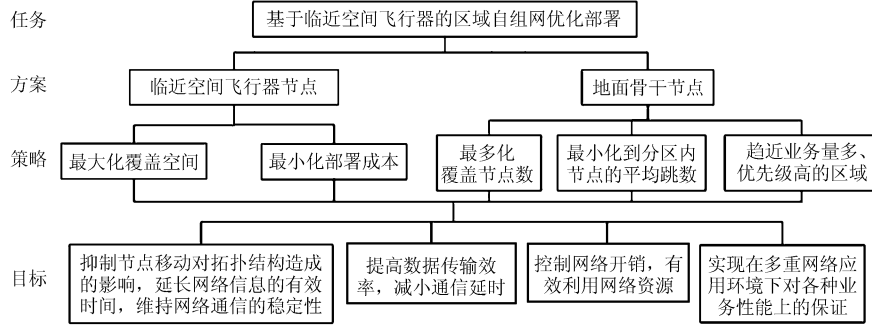 任务
基于临近空间飞行器的区域自组网优化部署
方案
临近空间飞行器节点
地面骨干节点
策略
最大化覆盖空间
最小化部署成本
最多化
覆盖节点数
最小化到分区内
节点的平均跳数
趋近业务量多、
优先级高的区域
目标
抑制节点移动对拓扑结构造成
的影响，延长网络信息的有效
时间，维持网络通信的稳定性
提高数据传输效
率，减小通信延时
控制网络开销，有
效利用网络资源
实现在多重网络应
用环境下对各种业
务性能上的保证